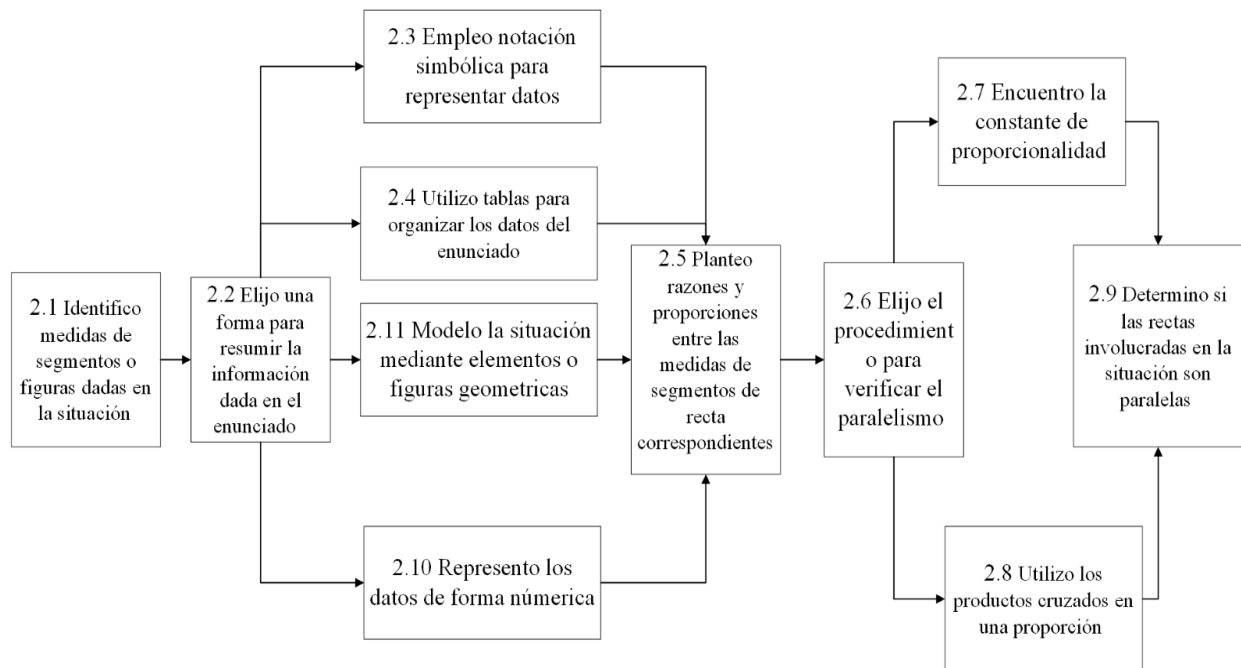 2.3 Empleo notación
simbólica para
representar datos
2.4 Utilizo tablas para
organizar los datos del
enunciado
2.1 Identifico
medidas de
segmentos o
figuras dadas en
la situación
2.2 Elijo una
forma para
resumir la
información
dada en el
enunciado
2.11 Modelo la situación
mediante elementos o
figuras geometricas
2.10 Represento los
datos de forma númerica
2.5 Planteo
razones y
proporciones
entre las
medidas de
segmentos de
recta
correspondientes
2.6 Elijo el
procedimient
o para
verificar el
paralelismo
2.7 Encuentro la
constante de
proporcionalidad
2.8 Utilizo los
productos cruzados en
una proporción
2.9 Determino si
las rectas
involucradas en la
situación son
paralelas